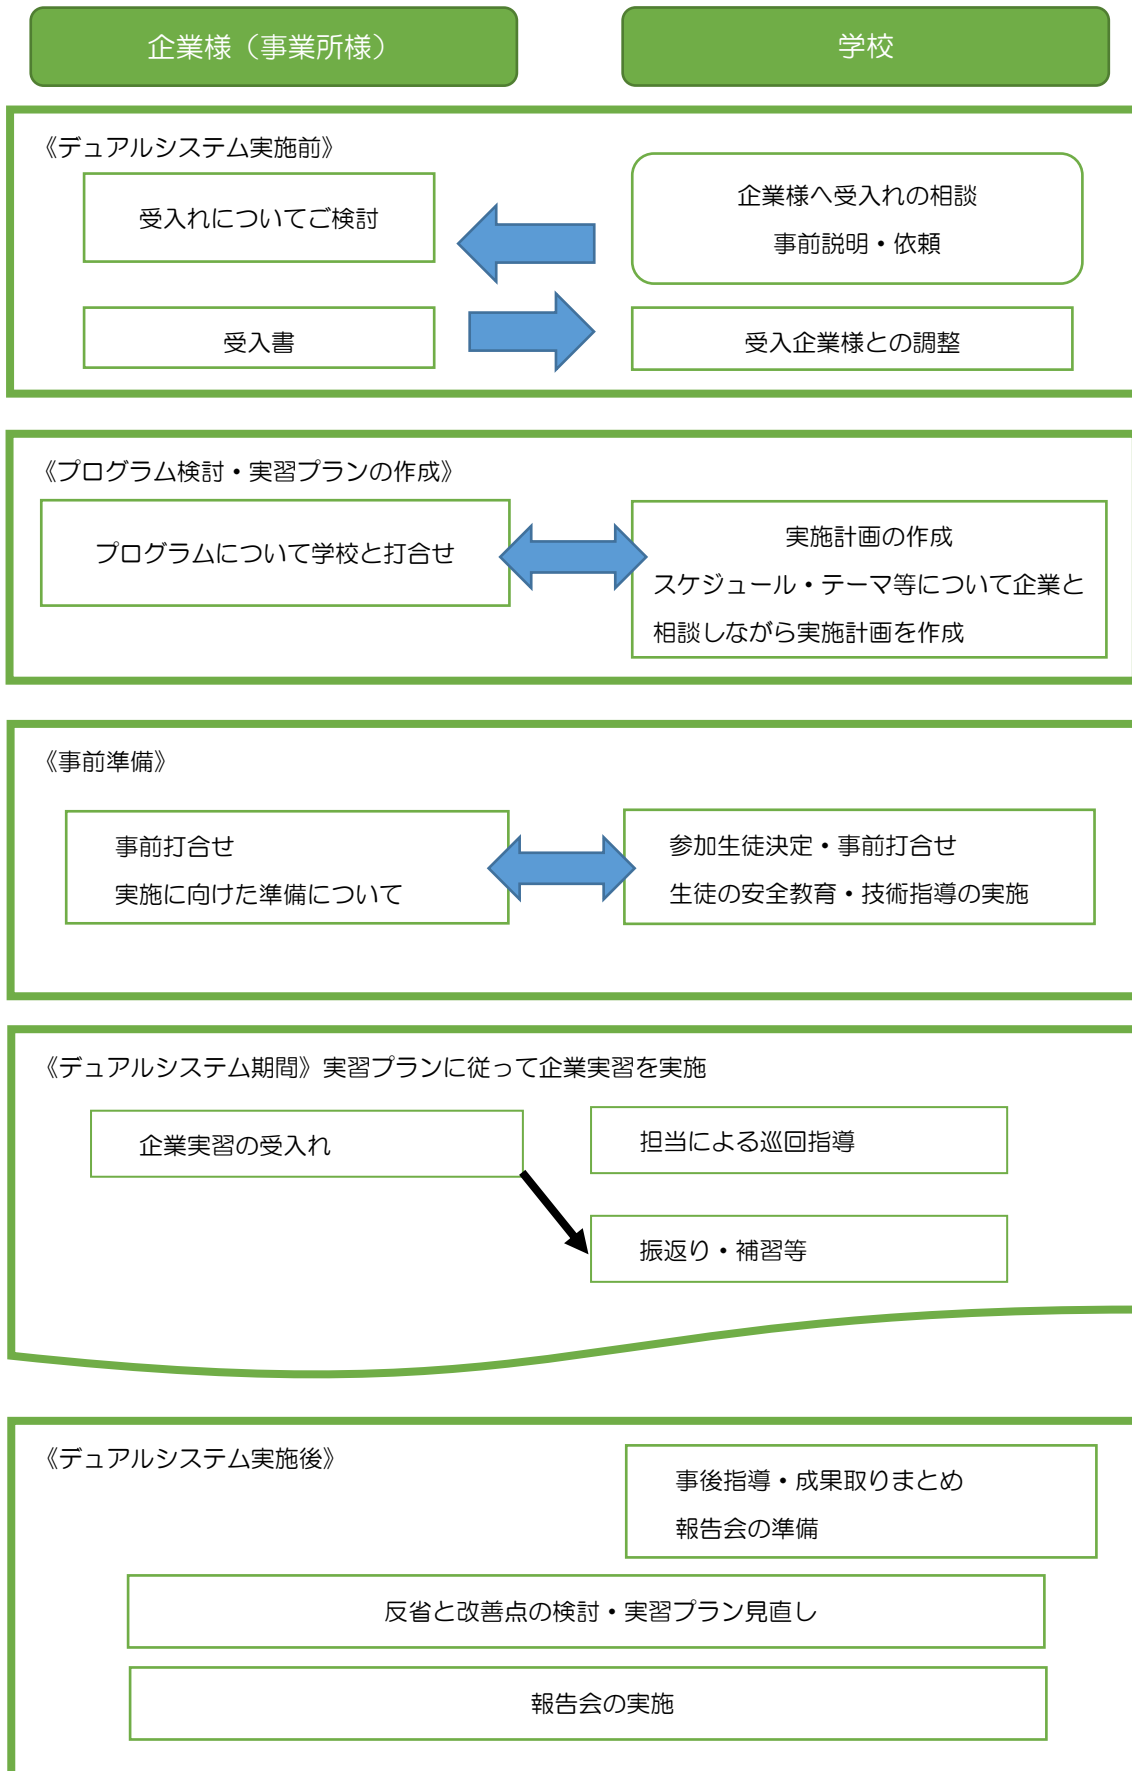 企業様（事業所様）
学校
《デュアルシステム実施前》
受入れについてご検討
企業様へ受入れの相談
事前説明・依頼
受入書
受入企業様との調整
《プログラム検討・実習プランの作成》
プログラムについて学校と打合せ
実施計画の作成
スケジュール・テーマ等について企業と
相談しながら実施計画を作成
《事前準備》
事前打合せ
実施に向けた準備について
参加生徒決定・事前打合せ
生徒の安全教育・技術指導の実施
《デュアルシステム期間》実習プランに従って企業実習を実施
企業実習の受入れ
担当による巡回指導
振返り・補習等
《デュアルシステム実施後》
事後指導・成果取りまとめ
報告会の準備
反省と改善点の検討・実習プラン見直し
報告会の実施